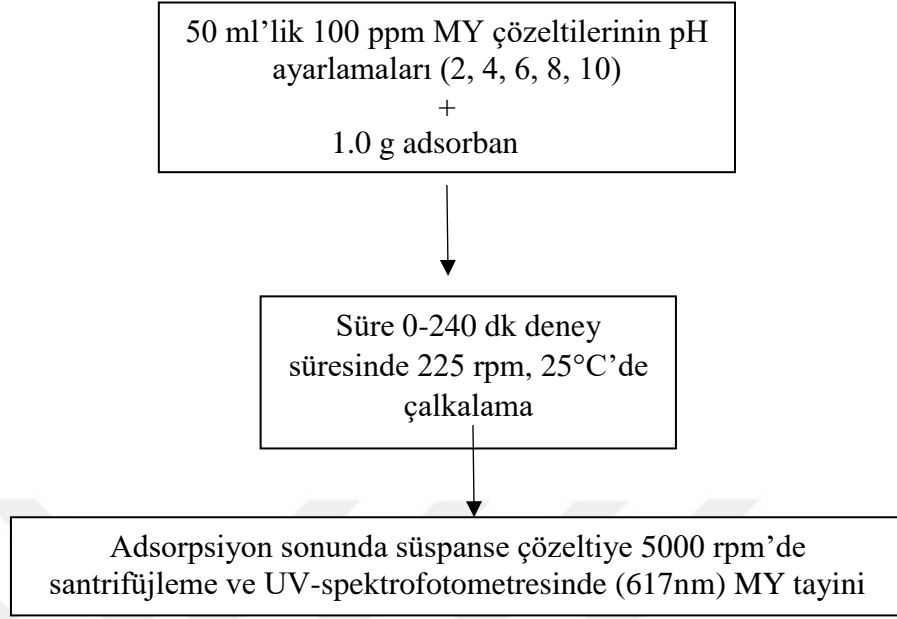 50 ml’lik 100 ppm MY çözeltilerinin pH
ayarlamaları (2, 4, 6, 8, 10)
+
1.0 g adsorban
Süre 0-240 dk deney
süresinde 225 rpm, 25°C’de
çalkalama
Adsorpsiyon sonunda süspanse çözeltiye 5000 rpm’de
santrifüjleme ve UV-spektrofotometresinde (617nm) MY tayini